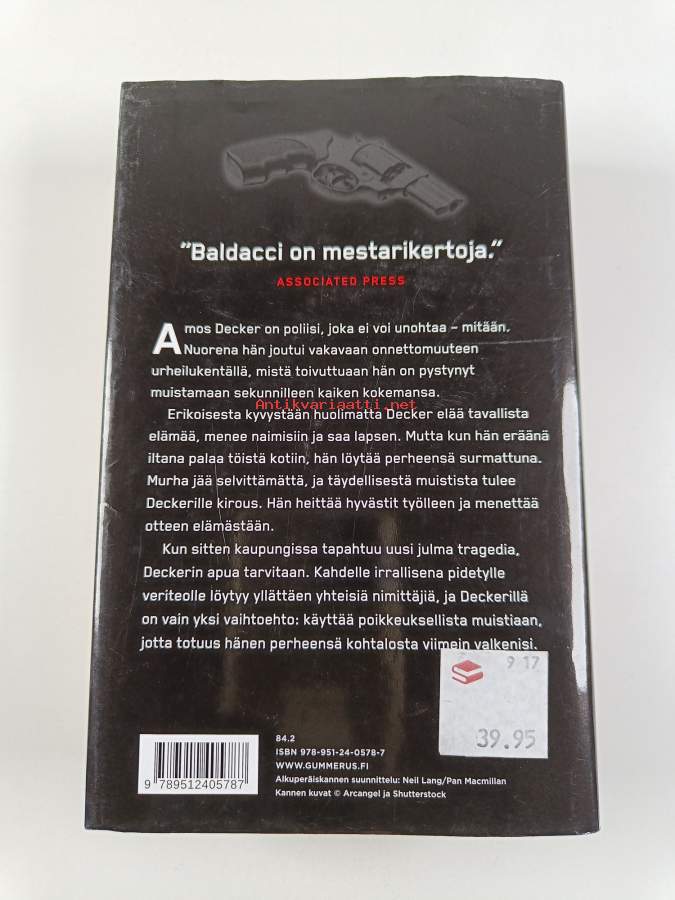 "Baldacci on mestarikertoja."
ASSOCIATED PRESS
Amos Decker on poliisi, joka ei voi unohtaa – mitään.
Nuorena hän joutui vakavaan onnettomuuteen
urheilukentällä, mistä toivuttuaan hän on pystynyt
muistamaan sekunnilleen kaiken kokemansa.
Antikvariaatti.net
Erikoisesta kyvystään huolimatta Decker elää tavallista
elämää, menee naimisiin ja saa lapsen. Mutta kun hän eräänä
iltana palaa töistä kotiin, hän löytää perheensä surmattuna.
Murha jää selvittämättä, ja täydellisestä muistista tulee
Deckerille kirous. Hän heittää hyvästit työlleen ja menettää
otteen elämästään.
Kun sitten kaupungissa tapahtuu uusi julma tragedia,
Deckerin apua tarvitaan. Kahdelle irrallisena pidetylle
veriteolle löytyy yllättäen yhteisiä nimittäjiä, ja Deckerillä
on vain yksi vaihtoehto: käyttää poikkeuksellista muistiaan,
jotta totuus hänen perheensä kohtalosta viimein valkenisi.
9 17
39.95
84.2
ISBN 978-951-24-0578-7
WWW.GUMMERUS.FI
Alkuperäiskannen suunnittelu: Neil Lang/Pan Macmillan
Kannen kuvat © Arcangel ja Shutterstock
9 789512 405787